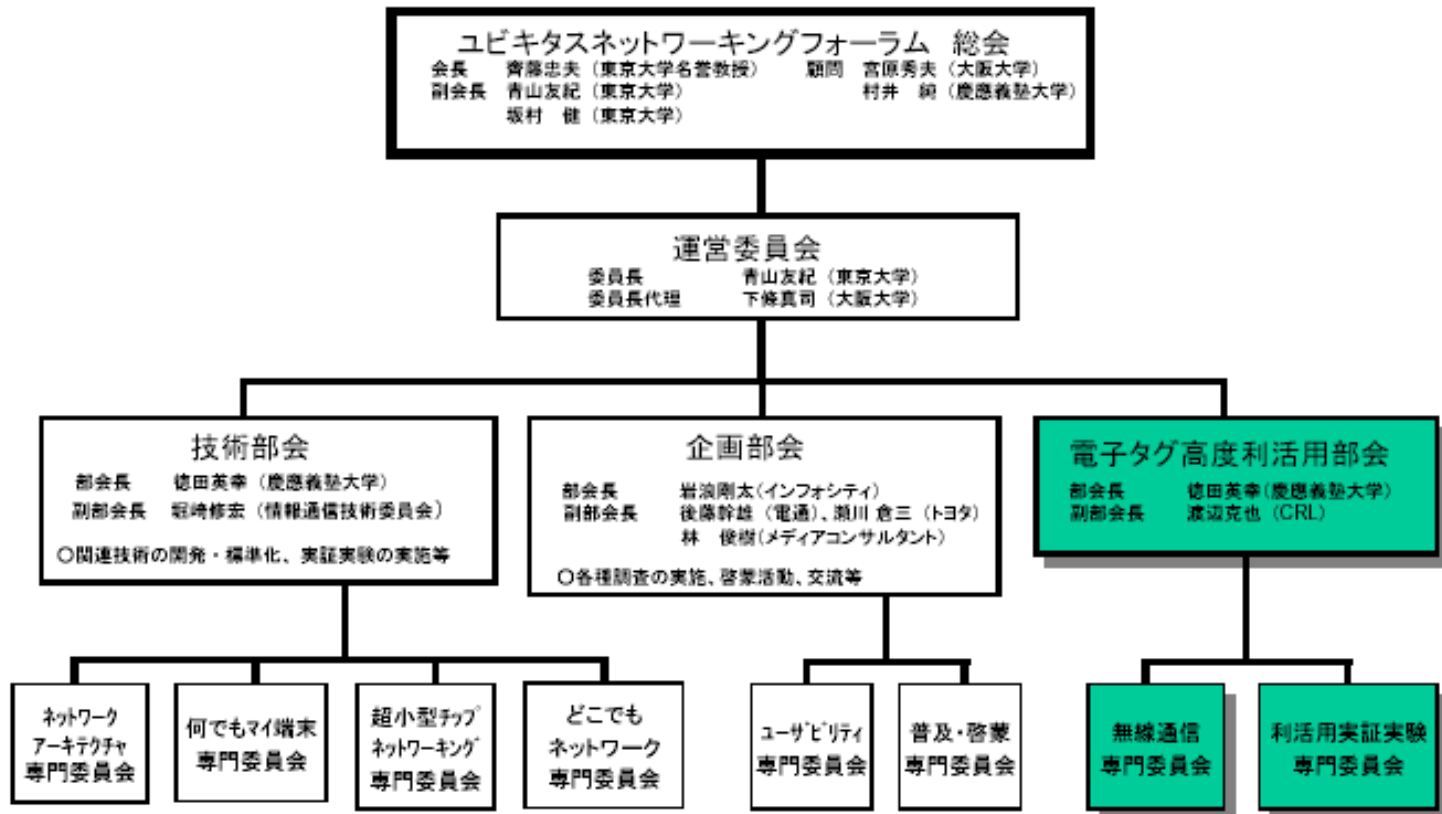 ユビキタスネットワーキングフォーラム 総会
会長 齊藤忠夫（東京大学名誉教授） 顧問 宮原秀夫（大阪大学）
副会長 青山友紀（東京大学） 村井 純（慶應義塾大学）
坂村 健（東京大学）
運営委員会
委員長 青山友紀（東京大学）
委員長代理 下條真司（大阪大学）
技術部会
部会長 徳田英幸（慶應義塾大学）
副部会長 堀崎修宏（情報通信技術委員会）
○関連技術の開発・標準化、実証実験の実施等
企画部会
部会長 岩浪剛太（インフォシティ）
副部会長 後藤幹雄（電通）、瀬川倉三（トヨタ）
林 俊樹（メディアコンサルタント）
○各種調査の実施、啓蒙活動、交流等
電子タグ高度利活用部会
部会長 徳田英幸（慶應義塾大学）
副部会長 渡辺克也（CRL）
ネットワーク
アーキテクチャ
専門委員会
何でもマイ端末
専門委員会
超小型チップ
ネットワーキング
専門委員会
どこでも
ネットワーク
専門委員会
ユーザビリティ
専門委員会
普及・啓蒙
専門委員会
無線通信
専門委員会
利活用実証実験
専門委員会